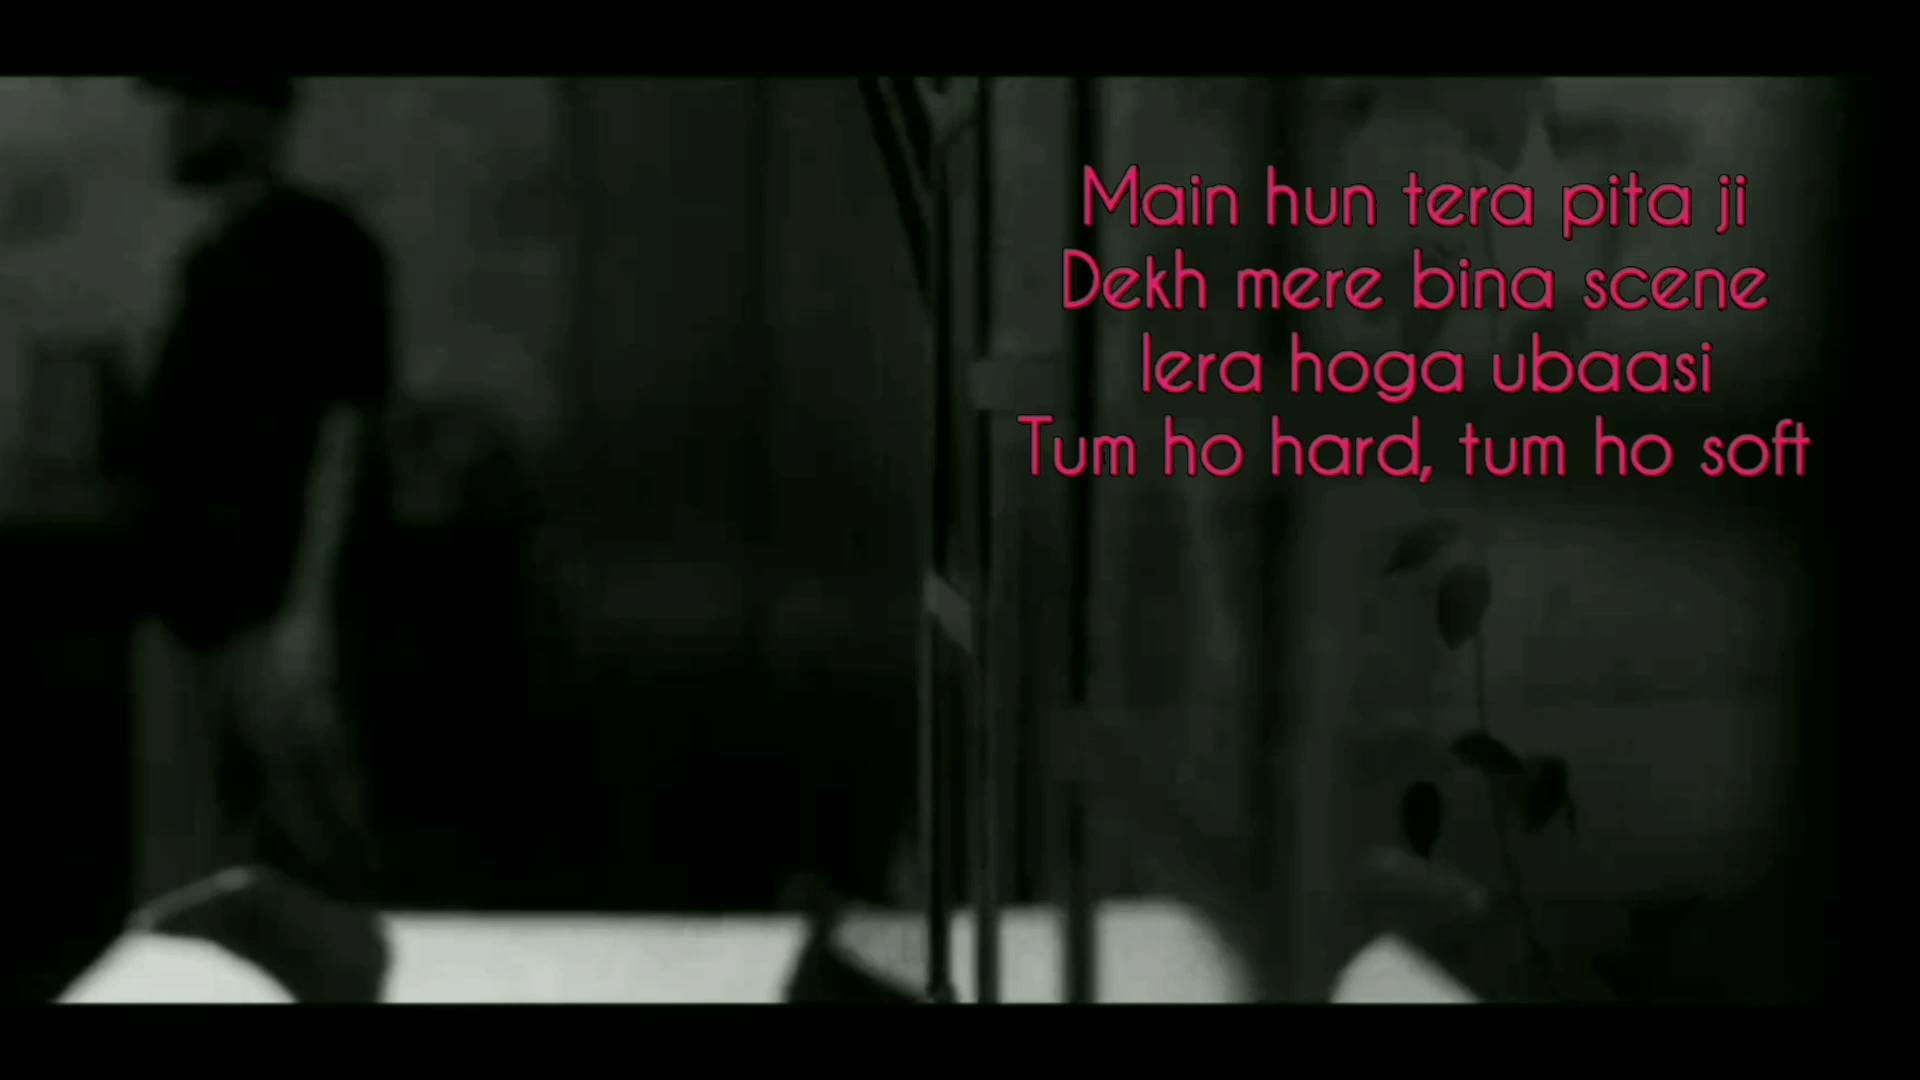 Main hun tera pita ji
Dekh mere bina scene
lera hoga ubaasi
Tum ho hard, tum ho soft